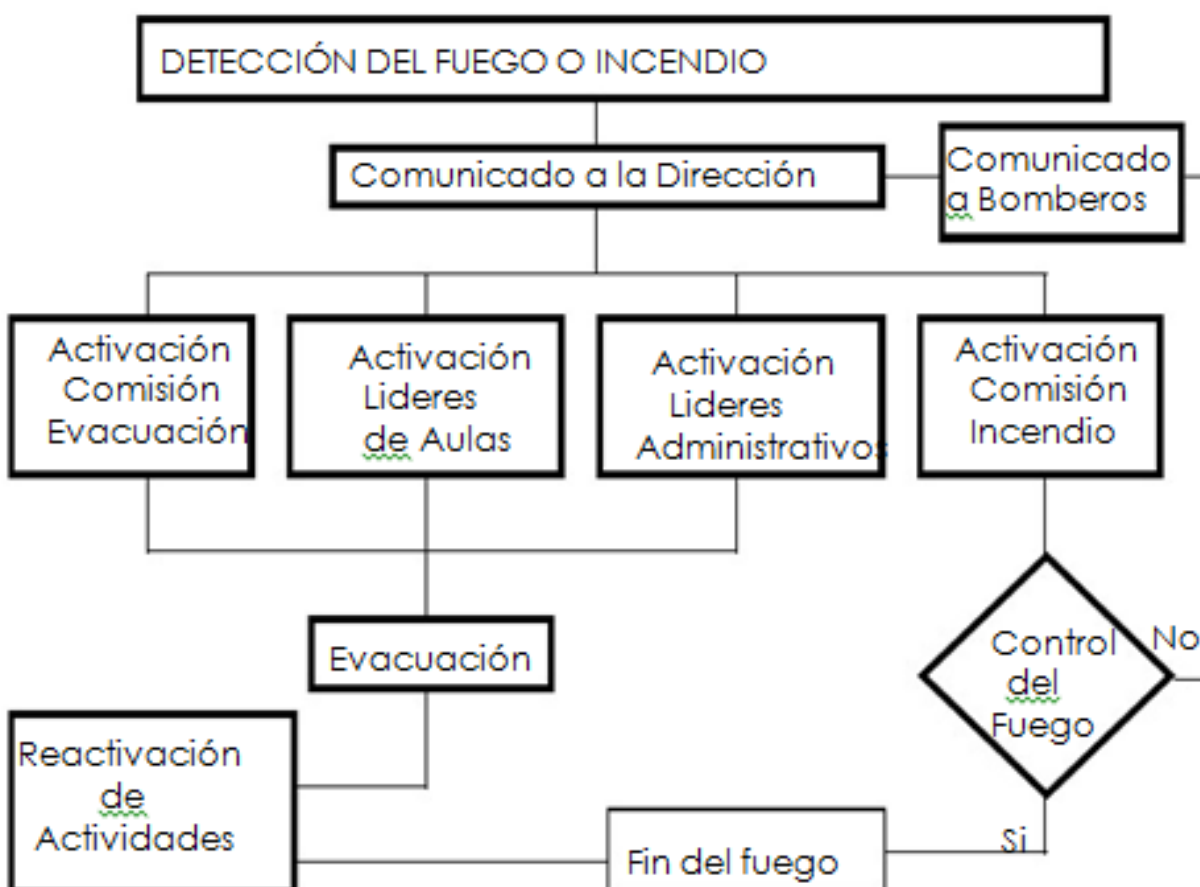 DETECCIÓN DEL FUEGO O INCENDIO
Comunicado a la Dirección
Comunicado
a Bomberos
Activación
Comisión
Evacuación
Activación
Lideres
de Aulas
Activación
Lideres
Administrativos
Activación
Comisión
Incendio
Control
del
Fuego
No
Si
Evacuación
Reactivación
de
Actividades
Fin del fuego